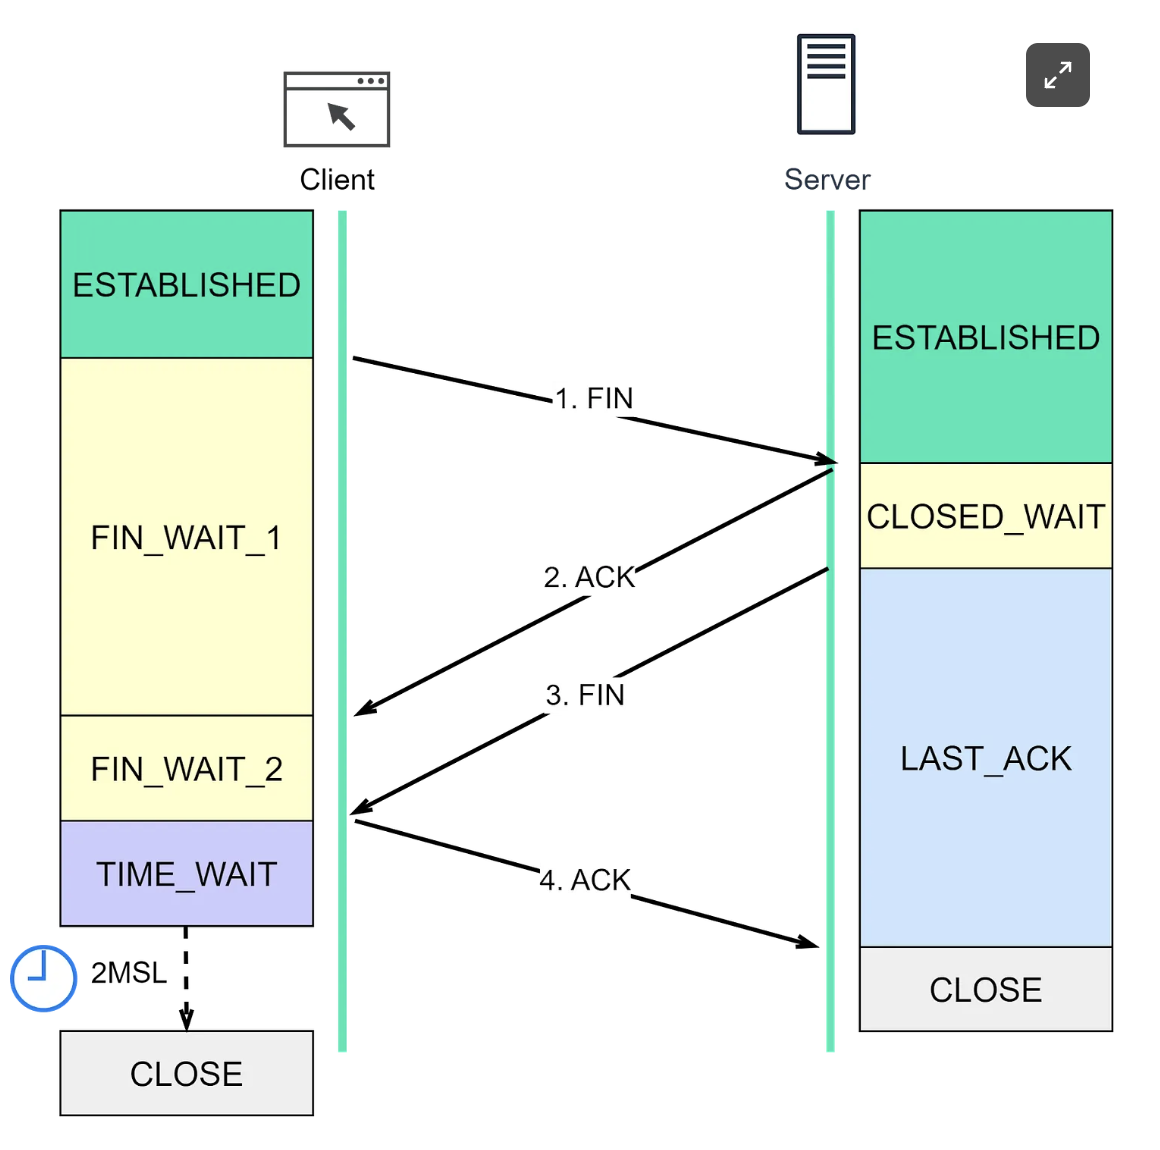 Client
Server
ESTABLISHED
ESTABLISHED
1. FIN
CLOSED_WAIT
FIN_WAIT_1
2. ACK
3. FIN
LAST_ACK
FIN_WAIT_2
TIME_WAIT
4. ACK
2MSL
CLOSE
CLOSE